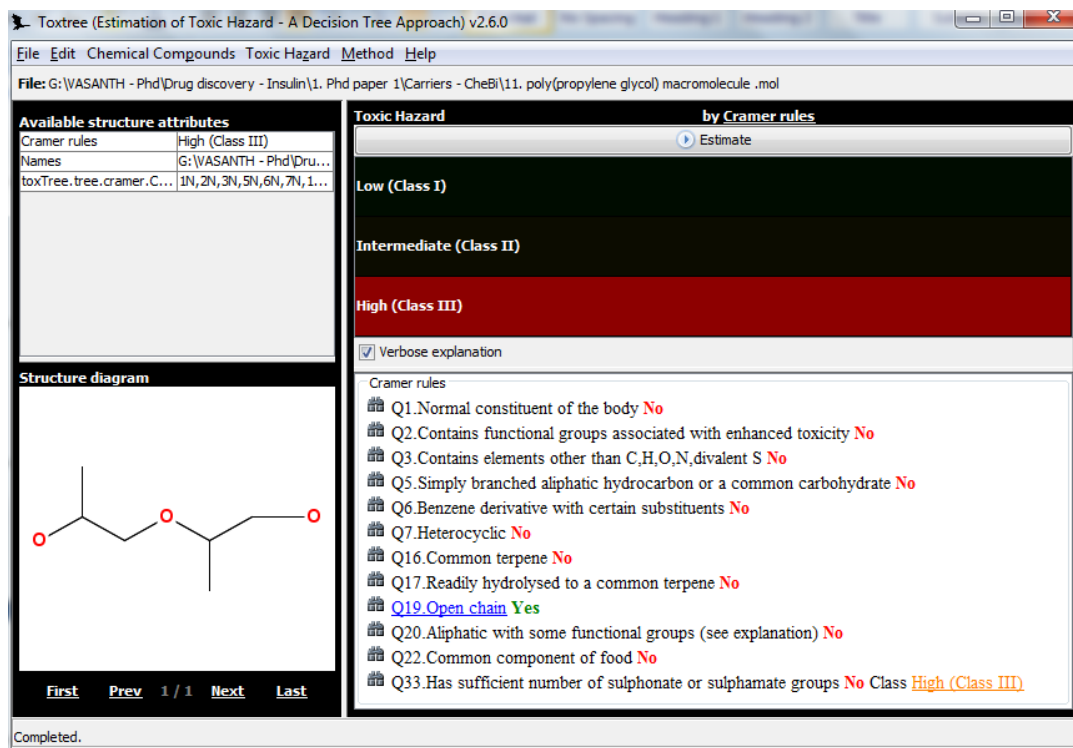 Toxtree (Estimation of Toxic Hazard - A Decision Tree Approach) v2.6.0
File Edit Chemical Compounds Toxic Hazard Method Help
File: G:\VASANTH - Phd\Drug discovery - Insulin\1. Phd paper 1\Carriers - CheBi\11. poly(propylene glycol) macromolecule .mol
Available structure attributes
Cramer rules High (Class III)
Names G:\VASANTH - Phd\Dru...
toxTree.tree.cramer.C... 1N,2N,3N,5N,6N,7N,1...
Structure diagram
O
O
O
First Prev 1 / 1 Next Last
Toxic Hazard by Cramer rules
Estimate
Low (Class I)
Intermediate (Class II)
High (Class III)
Verbose explanation
Cramer rules
Q1.Normal constituent of the body No
Q2.Contains functional groups associated with enhanced toxicity No
Q3.Contains elements other than C,H,O,N,divalent S No
Q5.Simply branched aliphatic hydrocarbon or a common carbohydrate No
Q6.Benzene derivative with certain substituents No
Q7.Heterocyclic No
Q16.Common terpene No
Q17.Readily hydrolysed to a common terpene No
Q19.Open chain Yes
Q20.Aliphatic with some functional groups (see explanation) No
Q22.Common component of food No
Q33.Has sufficient number of sulphonate or sulphamate groups No Class High (Class III)
Completed.